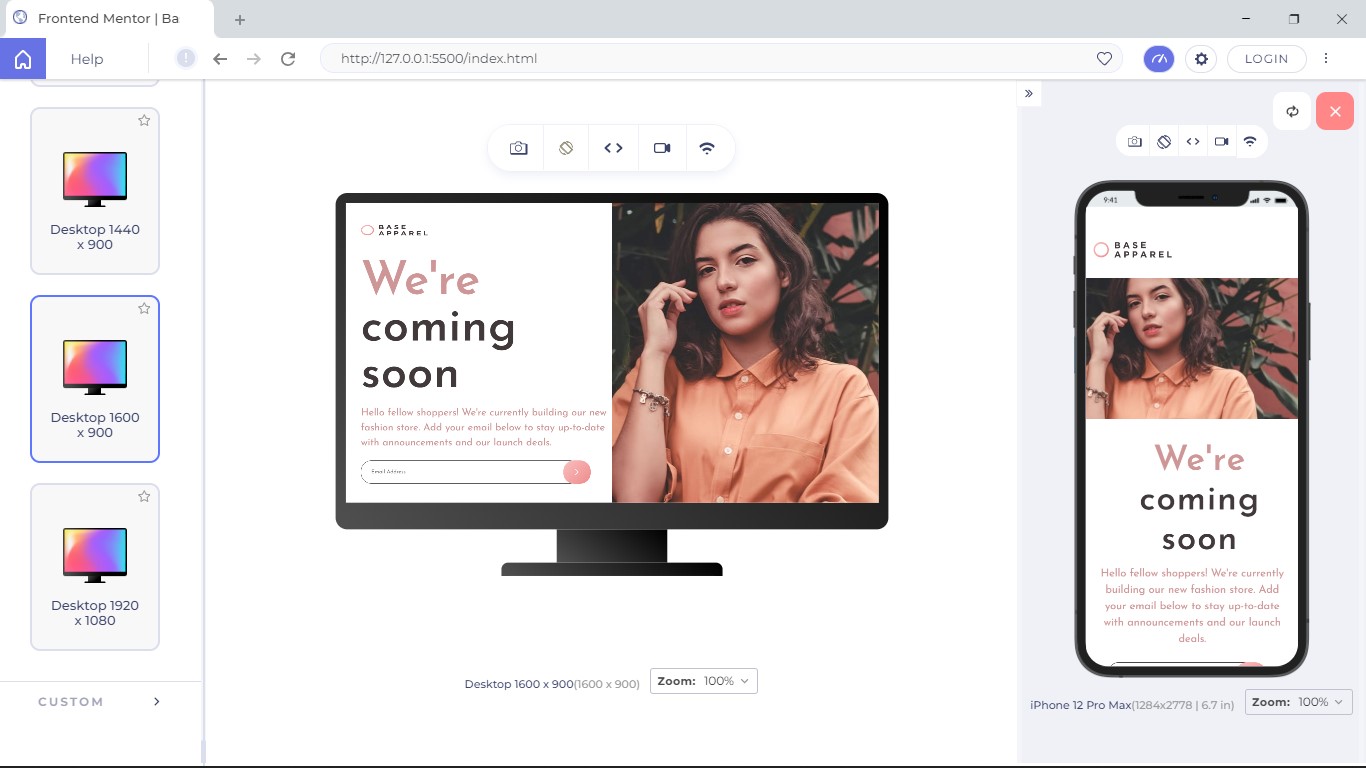 Frontend Mentor | Ba
Help
http://127.0.0.1:5500/index.html
LOGIN
Desktop 1440
x 900
Desktop 1600
x 900
Desktop 1920
x 1080
CUSTOM
BASE
APPAREL
We're
coming
soon
Hello fellow shoppers! We're currently building our new
fashion store. Add your email below to stay up-to-date
with announcements and our launch deals.
Email Address
Desktop 1600 x 900(1600 x 900)
Zoom: 100%
9:41
BASE
APPAREL
We're
coming
soon
Hello fellow shoppers! We're currently
building our new fashion store. Add
your email below to stay up-to-date
with announcements and our launch
deals.
iPhone 12 Pro Max(1284x2778 | 6.7 in)
Zoom: 100%